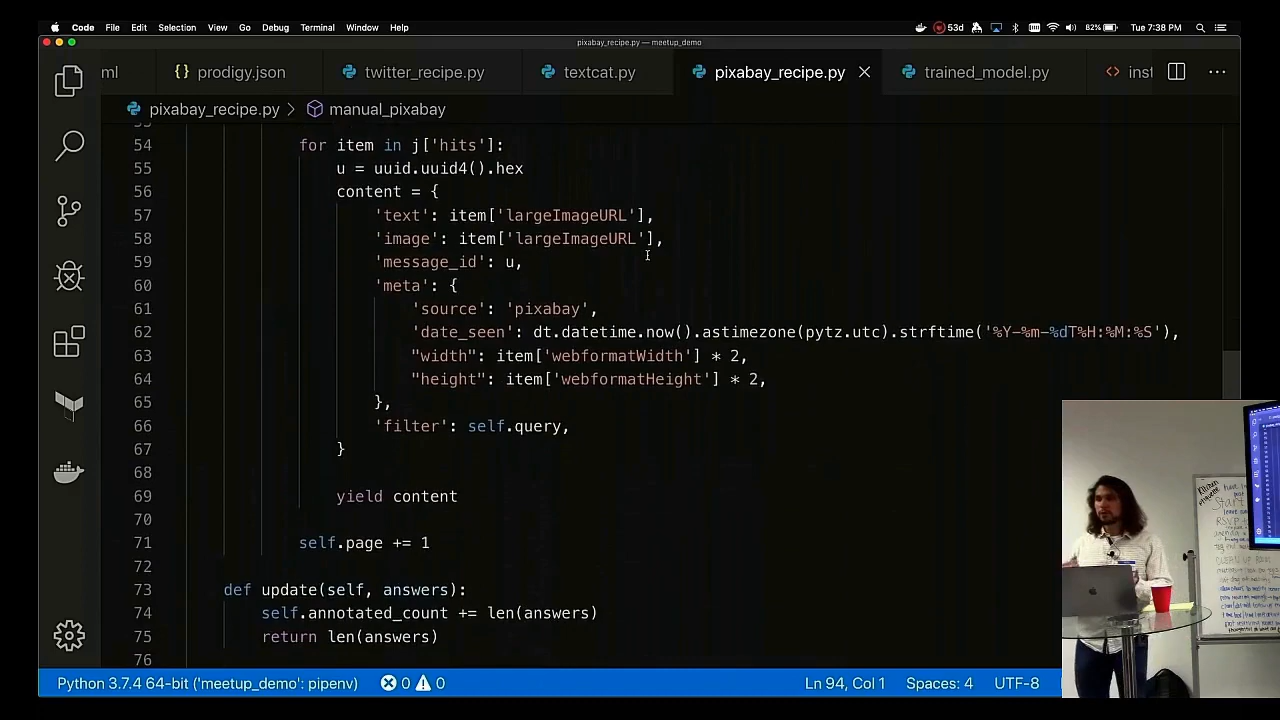 Code File Edit Selection View Go Debug Terminal Window Help 53d 82% Tue 7:38 PM
pixabay_recipe.py — meetup_demo
ml {} prodigy.json twitter_recipe.py textcat.py pixabay_recipe.py trained_model.py <> inst ...
pixabay_recipe.py > manual_pixabay
53
54 for item in j['hits']:
55 u = uuid.uuid4().hex
56 content = {
57 'text': item['largeImageURL'],
58 'image': item['largeImageURL'],
59 'message_id': u,
60 'meta': {
61 'source': 'pixabay',
62 'date_seen': dt.datetime.now().astimezone(pytz.utc).strftime('%Y-%m-%dT%H:%M:%S'),
63 "width": item['webformatWidth'] * 2,
64 "height": item['webformatHeight'] * 2,
65 },
66 'filter': self.query,
67 }
68
69 yield content
70
71 self.page += 1
72
73 def update(self, answers):
74 self.annotated_count += len(answers)
75 return len(answers)
76
Python 3.7.4 64-bit ('meetup_demo': pipenv) 0 0 Ln 94, Col 1 Spaces: 4 UTF-8
Start
RSVP
CLEAN UP